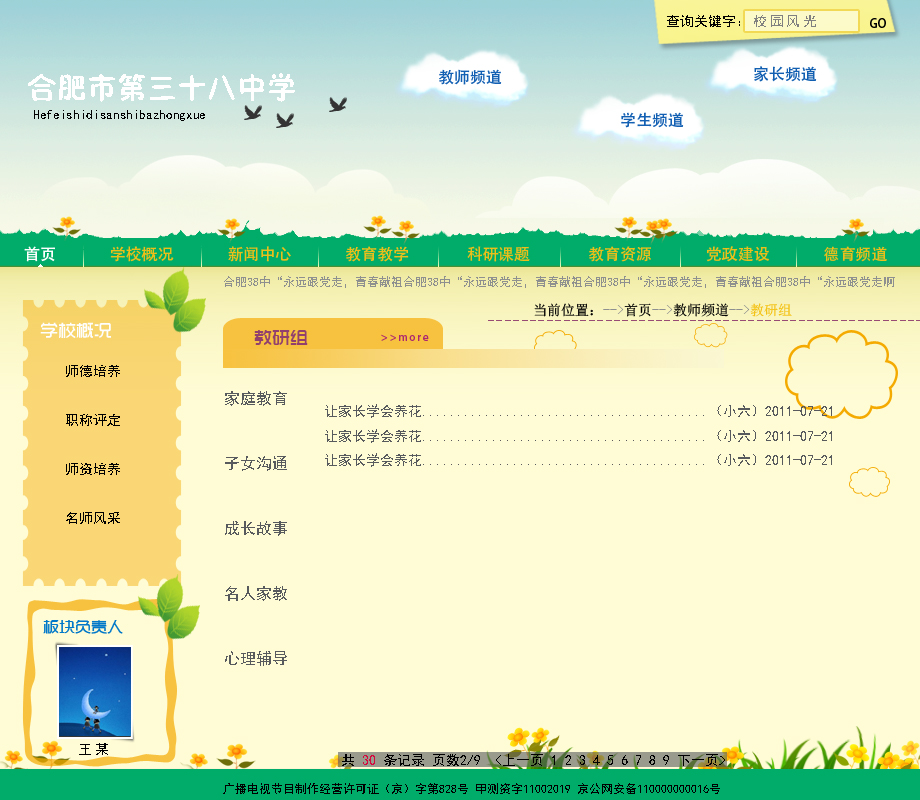 查询关键字： 校园风光 GO
合肥市第三十八中学
Hefeishidisanshibazhongxue
教师频道
家长频道
学生频道
首页 学校概况 新闻中心 教育教学 科研课题 教育资源 党政建设 德育频道
合肥38中“永远跟党走，青春献祖合肥38中“永远跟党走，青春献祖合肥38中“永远跟党走，青春献祖合肥38中“永远跟党走啊
当前位置：-->首页-->教师频道-->教研组
学校概况
师德培养
职称评定
师资培养
名师风采
板块负责人
王某
教研组 >>more
家庭教育
子女沟通
成长故事
名人家教
心理辅导
让家长学会养花........................................（小六）2011-07-21
让家长学会养花........................................（小六）2011-07-21
让家长学会养花........................................（小六）2011-07-21
共 30 条记录 页数2/9 <上一页 1 2 3 4 5 6 7 8 9 下一页>
广播电视节目制作经营许可证（京）字第828号 甲测资字11002019 京公网安备110000000016号